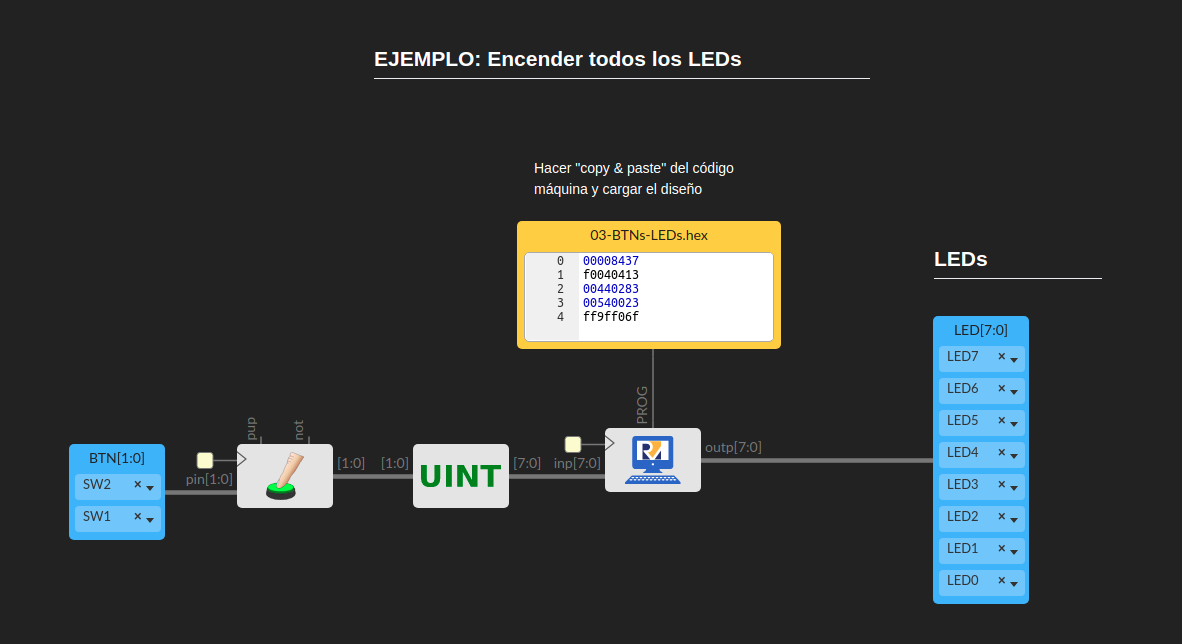 EJEMPLO: Encender todos los LEDs
Hacer "copy & paste" del código
máquina y cargar el diseño
03-BTNs-LEDs.hex
0 00008437
1 f0040413
2 00440283
3 00540023
4 ff9ff06f
LEDs
LED[7:0]
LED7 ×
LED6 ×
LED5 ×
LED4 ×
LED3 ×
LED2 ×
LED1 ×
LED0 ×
PROG
pup
not
BTN[1:0]
SW2 ×
SW1 ×
pin[1:0]
[1:0]
[1:0]
UINT
[7:0]
inp[7:0]
outp[7:0]